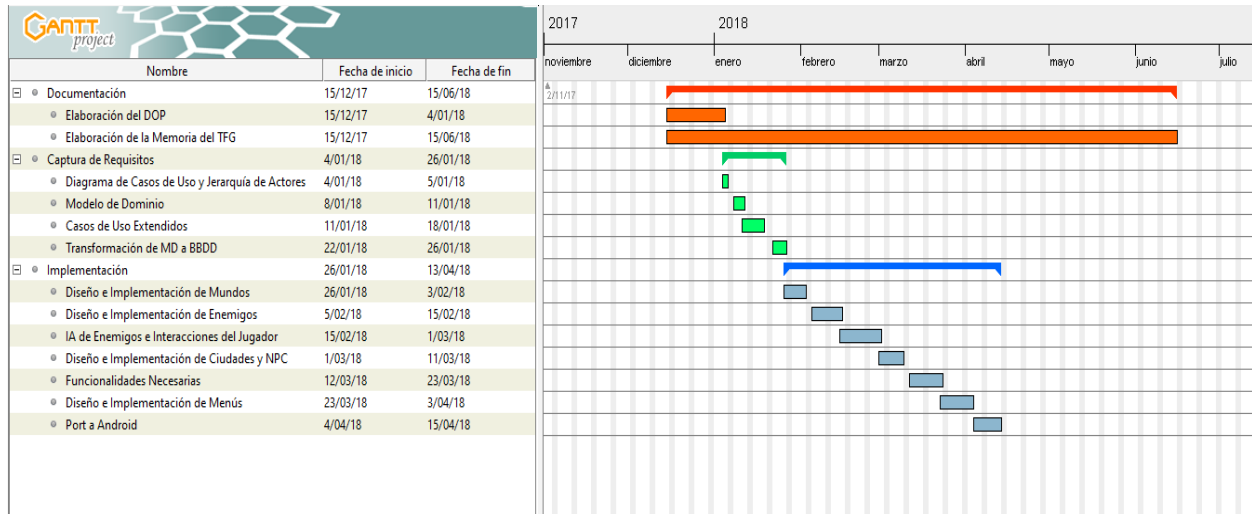 GANTT
project
2017 2018
noviembre diciembre enero febrero marzo abril mayo junio julio
Nombre Fecha de inicio Fecha de fin
2/11/17
Documentación 15/12/17 15/06/18
Elaboración del DOP 15/12/17 4/01/18
Elaboración de la Memoria del TFG 15/12/17 15/06/18
Captura de Requisitos 4/01/18 26/01/18
Diagrama de Casos de Uso y Jerarquía de Actores 4/01/18 5/01/18
Modelo de Dominio 8/01/18 11/01/18
Casos de Uso Extendidos 11/01/18 18/01/18
Transformación de MD a BBDD 22/01/18 26/01/18
Implementación 26/01/18 13/04/18
Diseño e Implementación de Mundos 26/01/18 3/02/18
Diseño e Implementación de Enemigos 5/02/18 15/02/18
IA de Enemigos e Interacciones del Jugador 15/02/18 1/03/18
Diseño e Implementación de Ciudades y NPC 1/03/18 11/03/18
Funcionalidades Necesarias 12/03/18 23/03/18
Diseño e Implementación de Menús 23/03/18 3/04/18
Port a Android 4/04/18 15/04/18